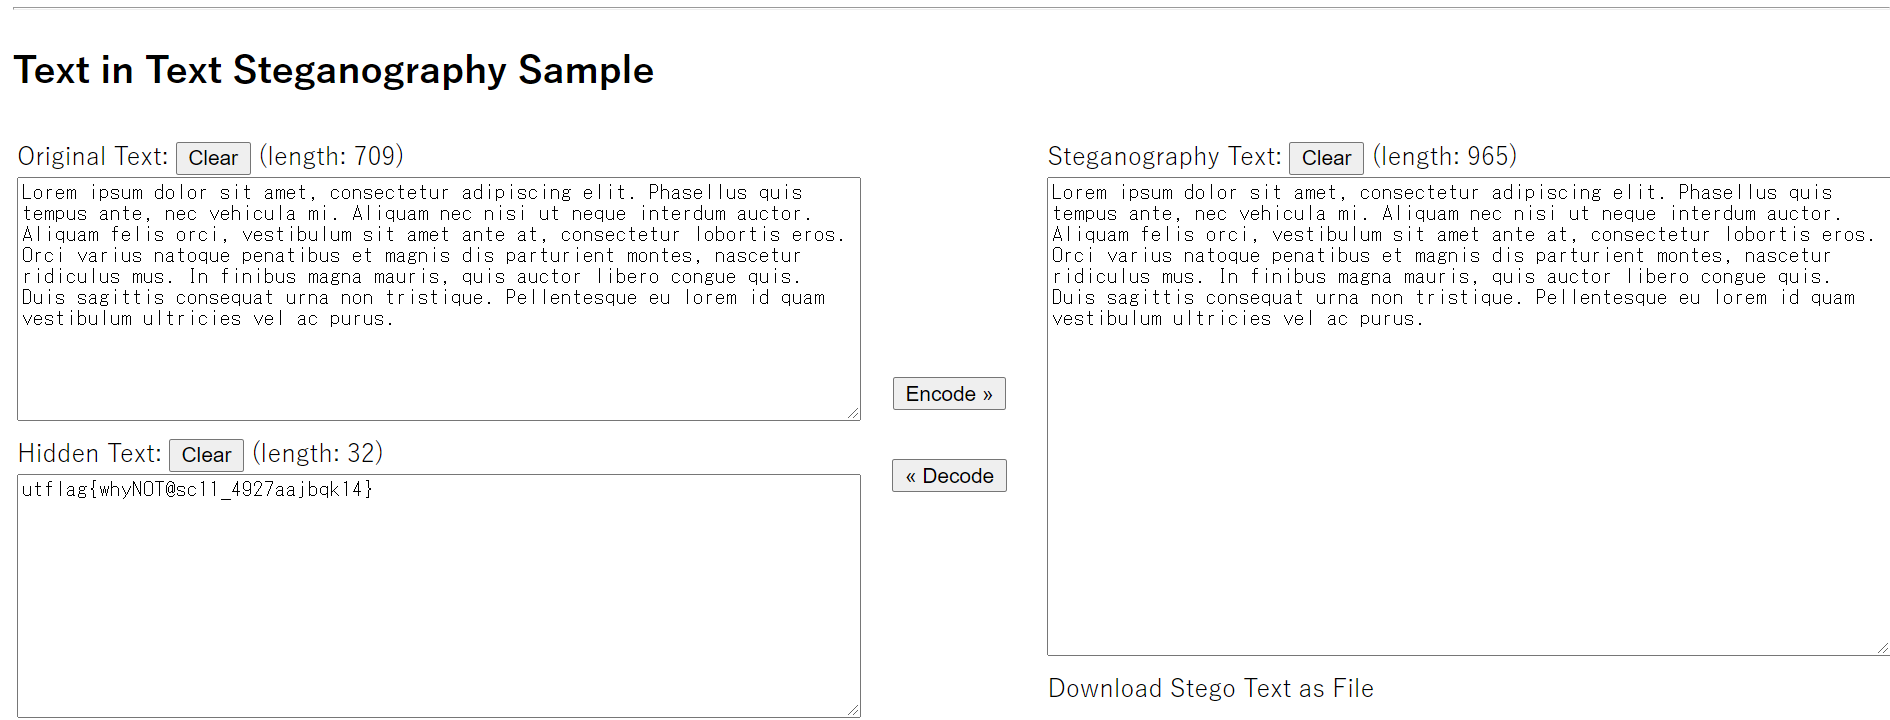 Text in Text Steganography Sample
Original Text: Clear (length: 709)
Lorem ipsum dolor sit amet, consectetur adipiscing elit. Phasellus quis
tempus ante, nec vehicula mi. Aliquam nec nisi ut neque interdum auctor.
Aliquam felis orci, vestibulum sit amet ante at, consectetur lobortis eros.
Orci varius natoque penatibus et magnis dis parturient montes, nascetur
ridiculus mus. In finibus magna mauris, quis auctor libero congue quis.
Duis sagittis consequat urna non tristique. Pellentesque eu lorem id quam
vestibulum ultricies vel ac purus.
Hidden Text: Clear (length: 32)
utflag{whyNOT@sc11_4927aajbqk14}
Encode »
« Decode
Steganography Text: Clear (length: 965)
Lorem ipsum dolor sit amet, consectetur adipiscing elit. Phasellus quis
tempus ante, nec vehicula mi. Aliquam nec nisi ut neque interdum auctor.
Aliquam felis orci, vestibulum sit amet ante at, consectetur lobortis eros.
Orci varius natoque penatibus et magnis dis parturient montes, nascetur
ridiculus mus. In finibus magna mauris, quis auctor libero congue quis.
Duis sagittis consequat urna non tristique. Pellentesque eu lorem id quam
vestibulum ultricies vel ac purus.
Download Stego Text as File